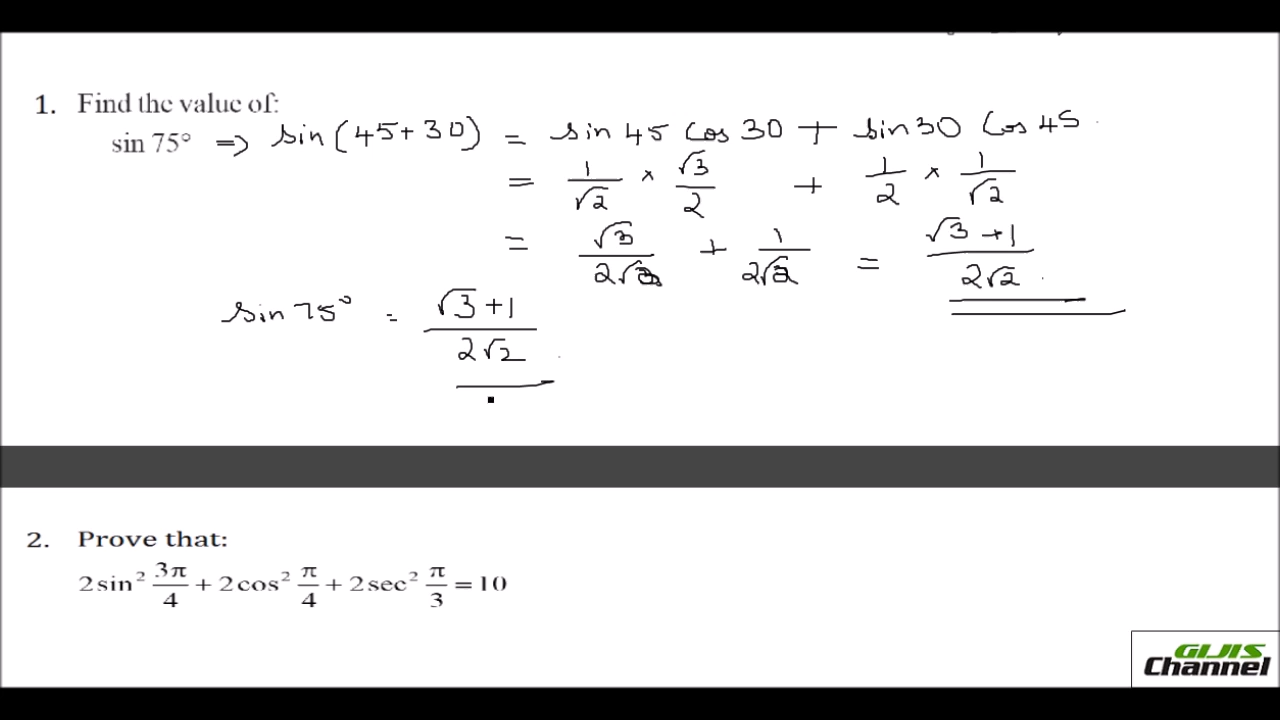 1. Find the value of:
sin 75° => sin (45+30) = sin 45 cos 30 + sin 30 cos 45
= 1/√2 × √3/2 + 1/2 × 1/√2
= √3/2√2 + 1/2√2 = √3 +1/2√2
sin 75° = √3 +1/2√2
2. Prove that:
2sin² 3π/4 + 2cos² π/4 + 2sec² π/3 = 10
GIJIS
Channel